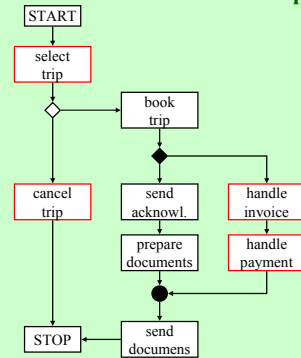 START
select
trip
book
trip
cancel
trip
send
acknowl.
handle
invoice
prepare
documents
handle
payment
STOP
send
documens